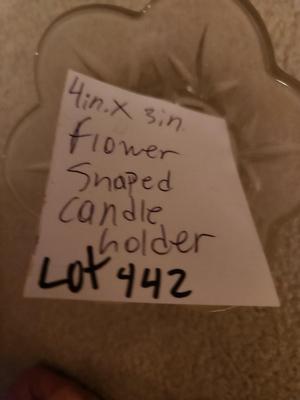 4in. X 3in.
flower
Shaped
candle
holder
Lot 442